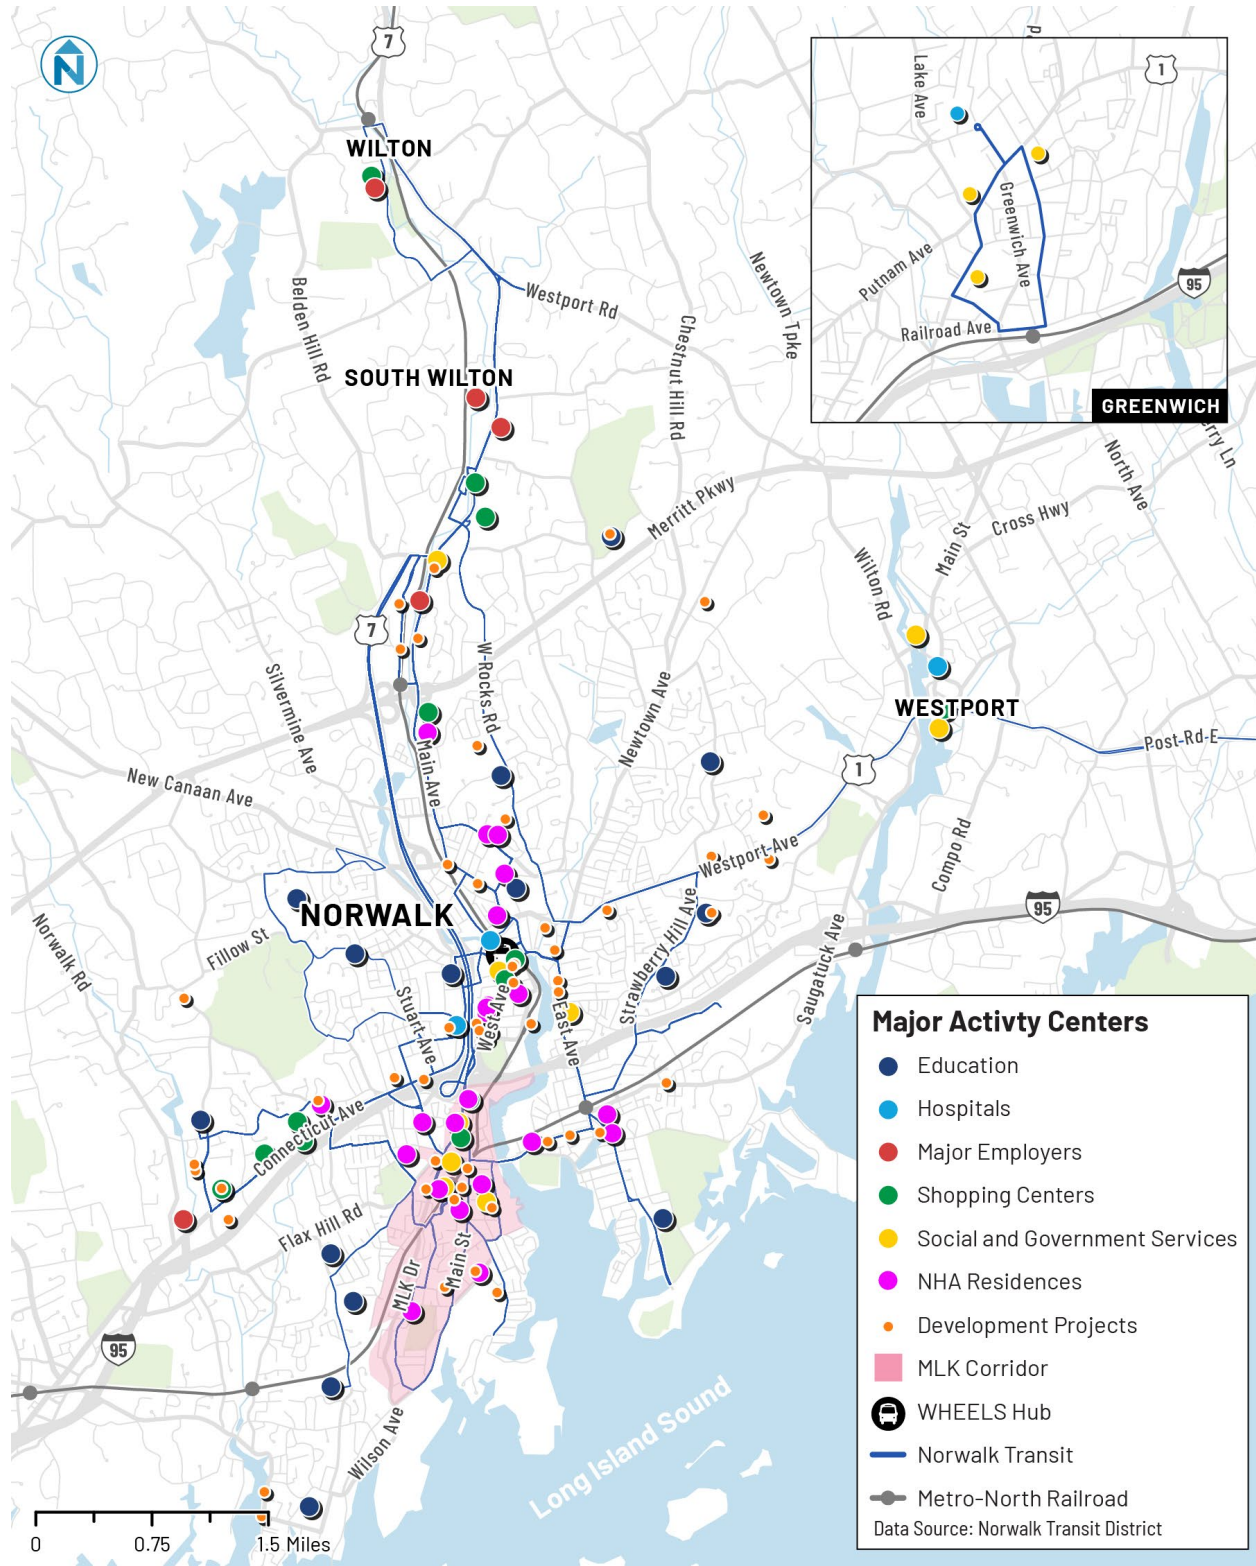 7
N
WILTON
Belden Hill Rd
Westport Rd
Newtown Tpke
Chestnut Hill Rd
SOUTH WILTON
Lake Ave
1
Greenwich Ave
Putnam Ave
Railroad Ave
95
GREENWICH
North Ave
Merritt Pkwy
Cross Hwy
Main St
Wilton Rd
7
W Rocks Rd
Silvermine Ave
Newtown Ave
WESTPORT
Post Rd E
1
Main Ave
New Canaan Ave
Westport Ave
Compo Rd
NORWALK
95
Norwalk Rd
Fillow St
Strawberry Hill Ave
Saugatuck Ave
Stuart Ave
West Ave
East Ave
Connecticut Ave
Flax Hill Rd
MLK Dr
Main St
95
Wilson Ave
Long Island Sound
Major Activty Centers
Education
Hospitals
Major Employers
Shopping Centers
Social and Government Services
NHA Residences
Development Projects
MLK Corridor
WHEELS Hub
Norwalk Transit
Metro-North Railroad
Data Source: Norwalk Transit District
0 0.75 1.5 Miles